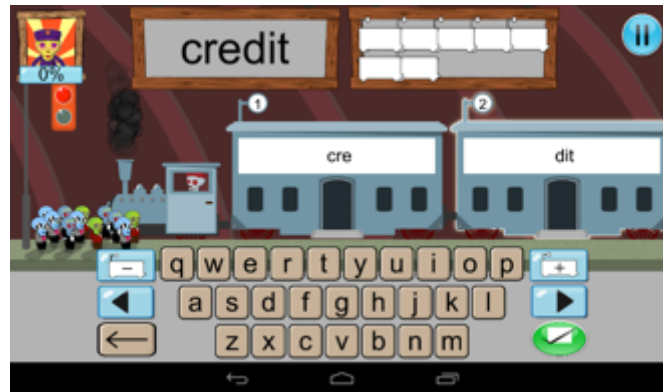 credit
0%
1
2
cre
dit
- q w e r t y u i o p +
a s d f g h j k l
z x c v b n m